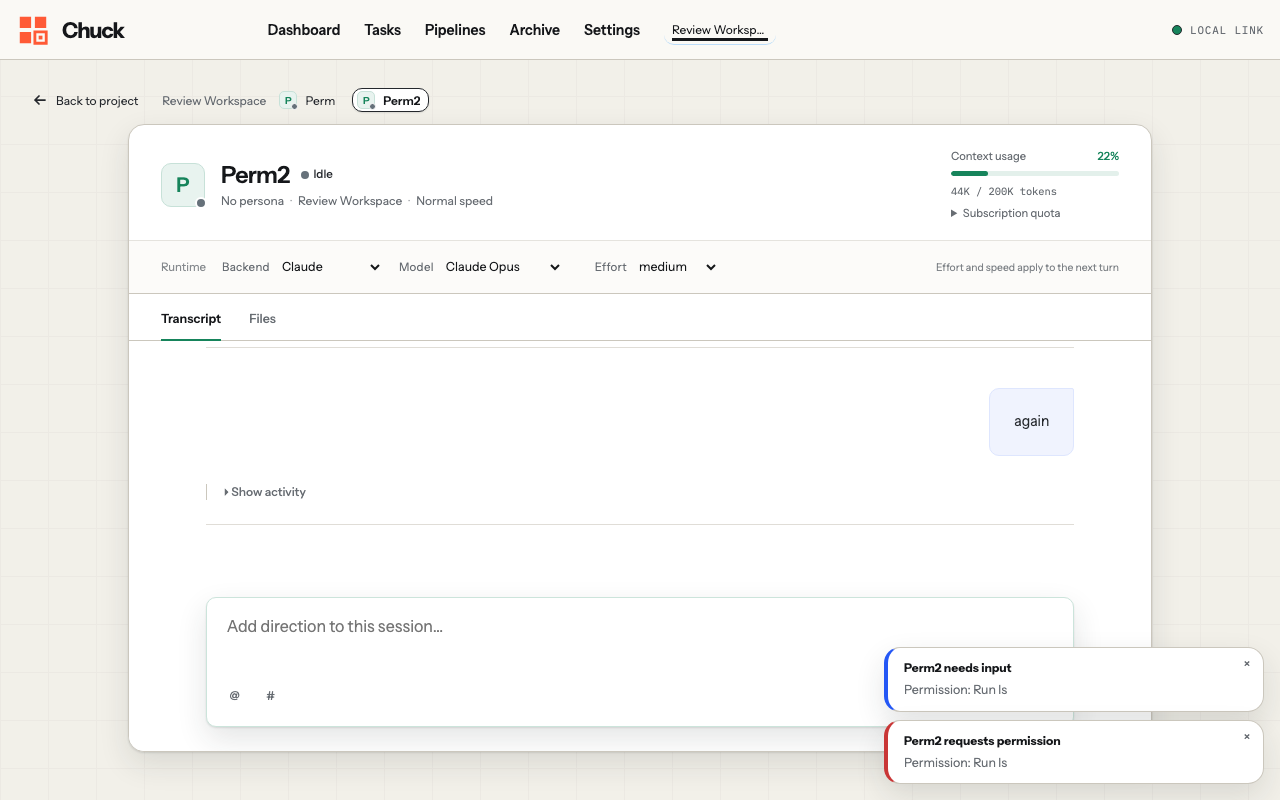 Chuck
Dashboard Tasks Pipelines Archive Settings Review Worksp...
LOCAL LINK
Back to project Review Workspace P Perm P Perm2
P
Perm2 Idle
No persona · Review Workspace · Normal speed
Context usage 22%
44K / 200K tokens
Subscription quota
Runtime Backend Claude Model Claude Opus Effort medium Effort and speed apply to the next turn
Transcript Files
again
Show activity
Add direction to this session...
@ #
Perm2 needs input ×
Permission: Run ls
Perm2 requests permission ×
Permission: Run ls